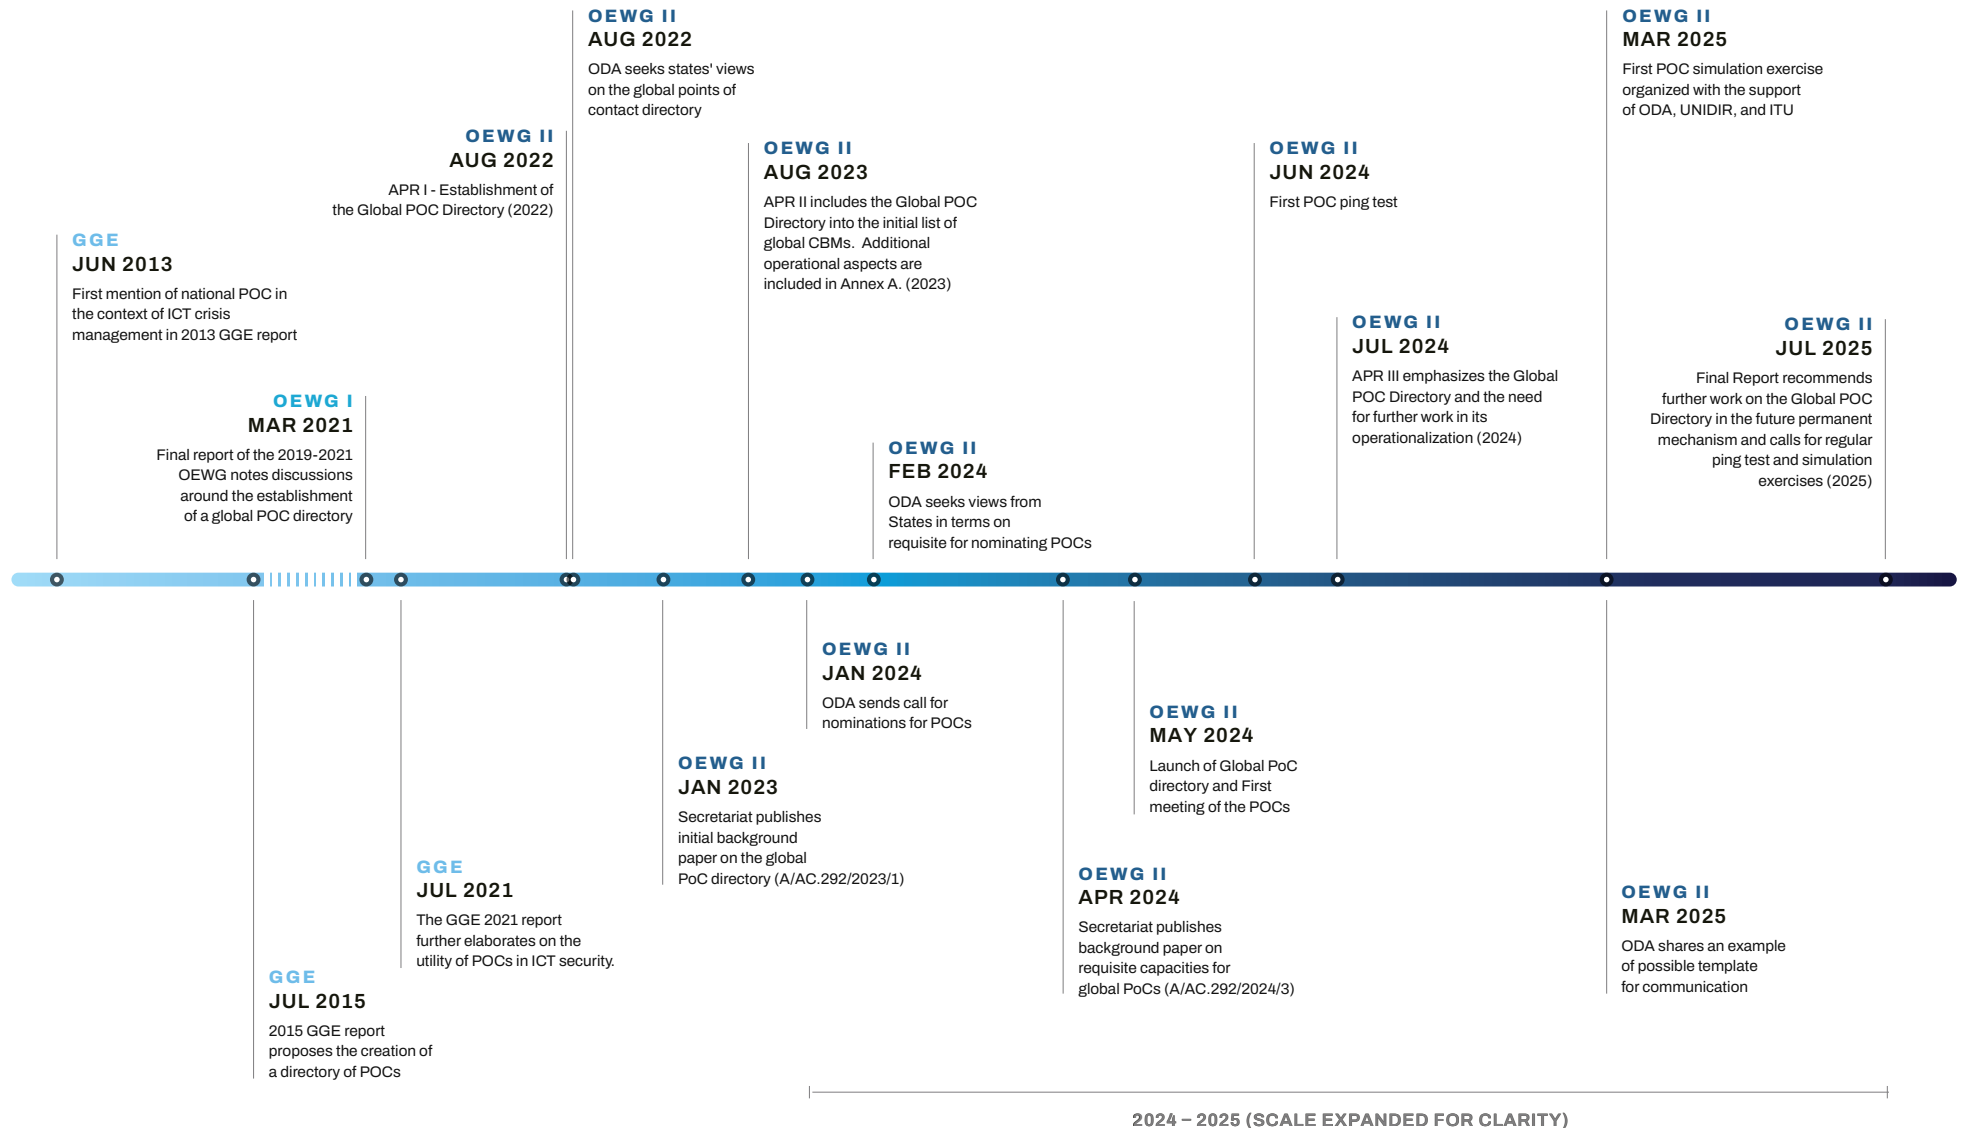 OEWG II
AUG 2022
ODA seeks states' views
on the global points of
contact directory
OEWG II
MAR 2025
First POC simulation exercise
organized with the support
of ODA, UNIDIR, and ITU
OEWG II
AUG 2022
APR I - Establishment of
the Global POC Directory (2022)
OEWG II
AUG 2023
APR II includes the Global POC
Directory into the initial list of
global CBMs.  Additional
operational aspects are
included in Annex A. (2023)
OEWG II
JUN 2024
First POC ping test
GGE
JUN 2013
First mention of national POC in
the context of ICT crisis
management in 2013 GGE report
OEWG II
JUL 2024
APR III emphasizes the Global
POC Directory and the need
for further work in its
operationalization (2024)
OEWG II
JUL 2025
Final Report recommends
further work on the Global POC
Directory in the future permanent
mechanism and calls for regular
ping test and simulation
exercises (2025)
OEWG I
MAR 2021
Final report of the 2019-2021
OEWG notes discussions
around the establishment
of a global POC directory
OEWG II
FEB 2024
ODA seeks views from
States in terms on
requisite for nominating POCs
OEWG II
JAN 2024
ODA sends call for
nominations for POCs
OEWG II
MAY 2024
Launch of Global PoC
directory and First
meeting of the POCs
OEWG II
JAN 2023
Secretariat publishes
initial background
paper on the global
PoC directory (A/AC.292/2023/1)
GGE
JUL 2021
The GGE 2021 report
further elaborates on the
utility of POCs in ICT security.
OEWG II
APR 2024
Secretariat publishes
background paper on
requisite capacities for
global PoCs (A/AC.292/2024/3)
OEWG II
MAR 2025
ODA shares an example
of possible template
for communication
GGE
JUL 2015
2015 GGE report
proposes the creation of
a directory of POCs
2024 – 2025 (SCALE EXPANDED FOR CLARITY)